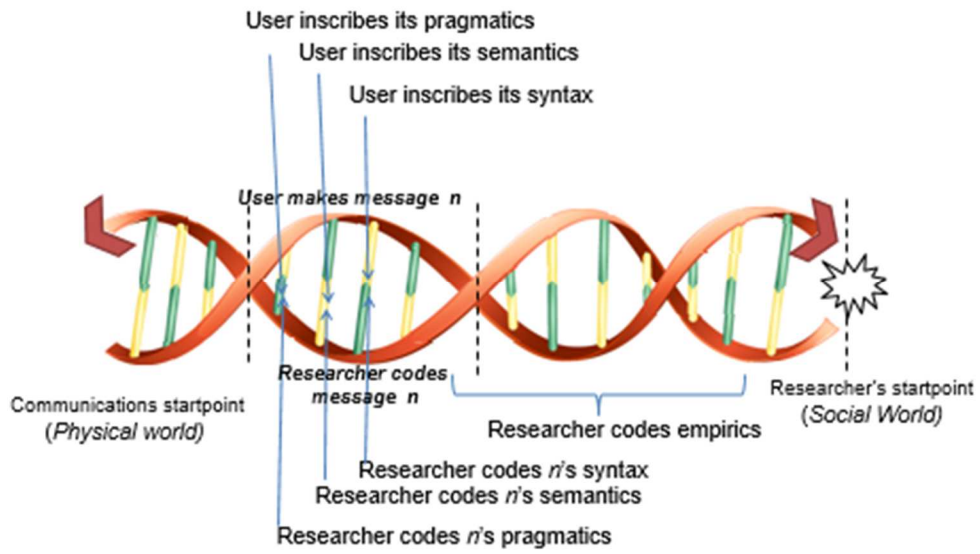 User inscribes its pragmatics
User inscribes its semantics
User inscribes its syntax
User makes message n
Researcher codes
message n
Communications startpoint
(Physical world)
Researcher's startpoint
(Social World)
Researcher codes empirics
Researcher codes n's syntax
Researcher codes n's semantics
Researcher codes n's pragmatics